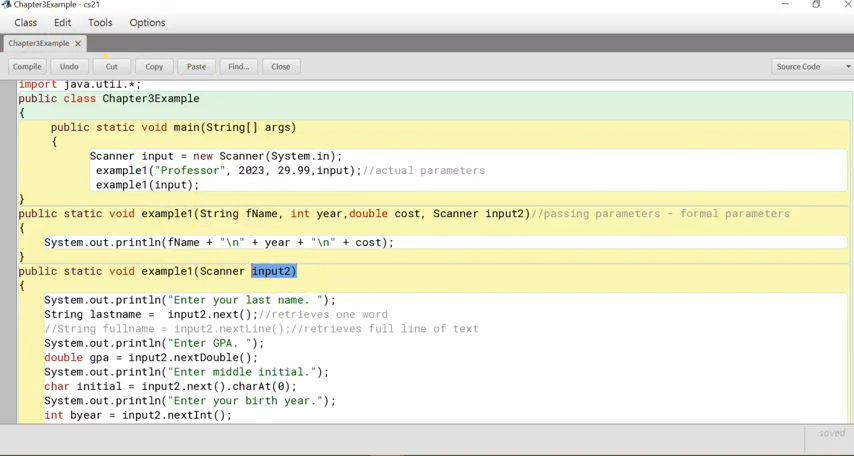 Chapter3Example - cs21
Class Edit Tools Options
Chapter3Example ×
Compile Undo Cut Copy Paste Find... Close Source Code
import java.util.*;
public class Chapter3Example
{
public static void main(String[] args)
{
Scanner input = new Scanner(System.in);
example1("Professor", 2023, 29.99,input);//actual parameters
example1(input);
}
public static void example1(String fName, int year,double cost, Scanner input2)//passing parameters - formal parameters
{
System.out.println(fName + "\n" + year + "\n" + cost);
}
public static void example1(Scanner input2)
{
System.out.println("Enter your last name. ");
String lastname =  input2.next();//retrieves one word
//String fullname = input2.nextLine();//retrieves full line of text
System.out.println("Enter GPA. ");
double gpa = input2.nextDouble();
System.out.println("Enter middle initial.");
char initial = input2.next().charAt(0);
System.out.println("Enter your birth year.");
int byear = input2.nextInt();
saved